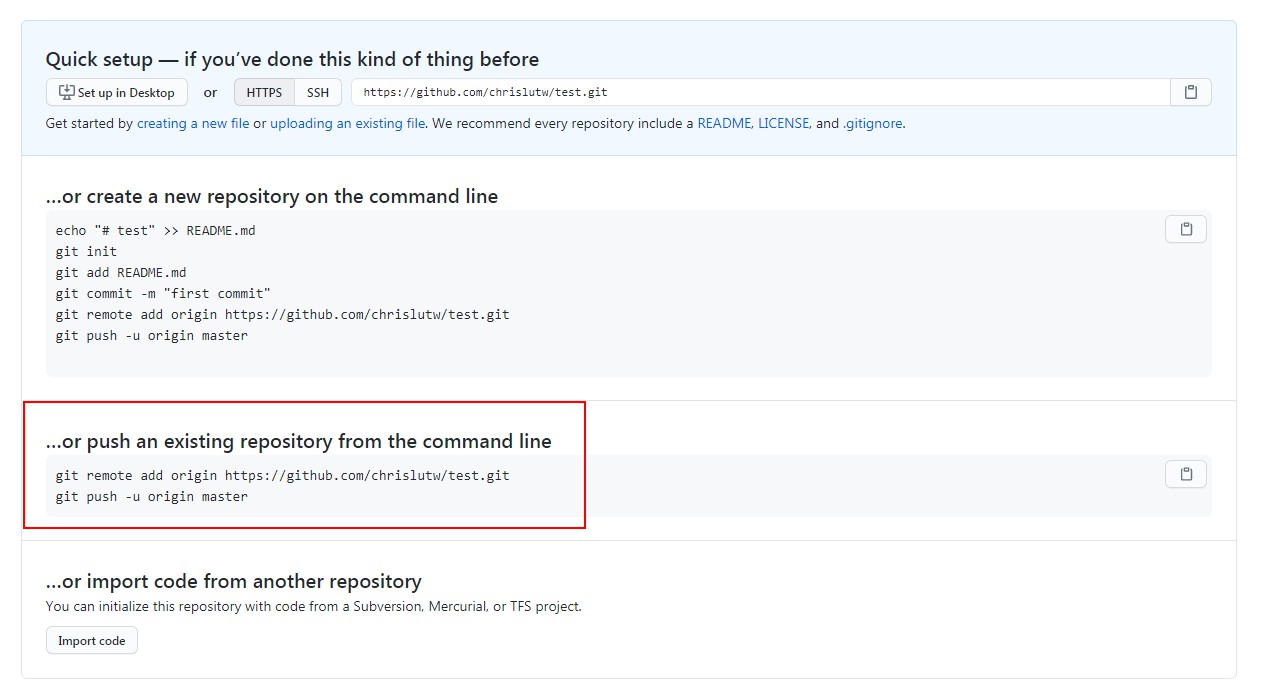 Quick setup — if you’ve done this kind of thing before
Set up in Desktop or HTTPS SSH https://github.com/chrislutw/test.git
Get started by creating a new file or uploading an existing file. We recommend every repository include a README, LICENSE, and .gitignore.
…or create a new repository on the command line
echo "# test" >> README.md
git init
git add README.md
git commit -m "first commit"
git remote add origin https://github.com/chrislutw/test.git
git push -u origin master
…or push an existing repository from the command line
git remote add origin https://github.com/chrislutw/test.git
git push -u origin master
…or import code from another repository
You can initialize this repository with code from a Subversion, Mercurial, or TFS project.
Import code